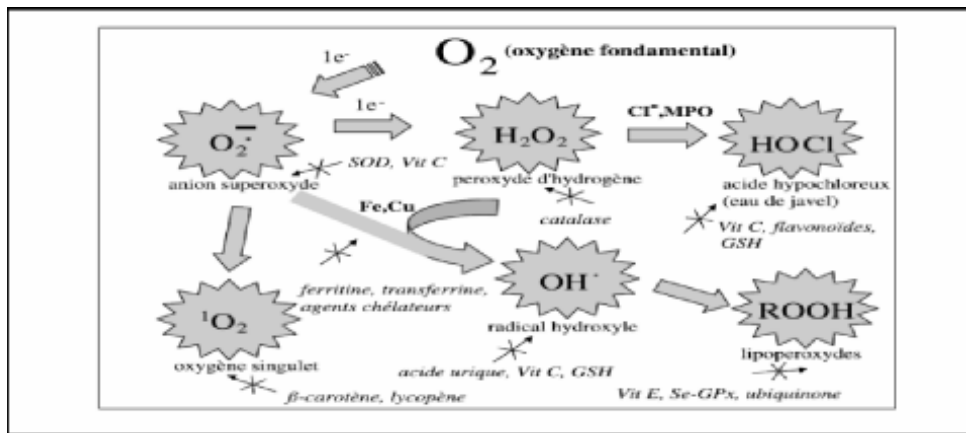 O2 (oxygène fondamental)
1e-
1e-
O2∸
anion superoxyde
SOD, Vit C
H2O2
peroxyde d'hydrogène
catalase
Cl-,MPO
HOCl
acide hypochloreux
(eau de javel)
Vit C, flavonoïdes,
GSH
Fe,Cu
ferritine, transferrine,
agents chélateurs
1O2
oxygène singulet
β-carotène, lycopène
OH·
radical hydroxyle
acide urique, Vit C, GSH
ROOH
lipoperoxydes
Vit E, Se-GPx, ubiquinone